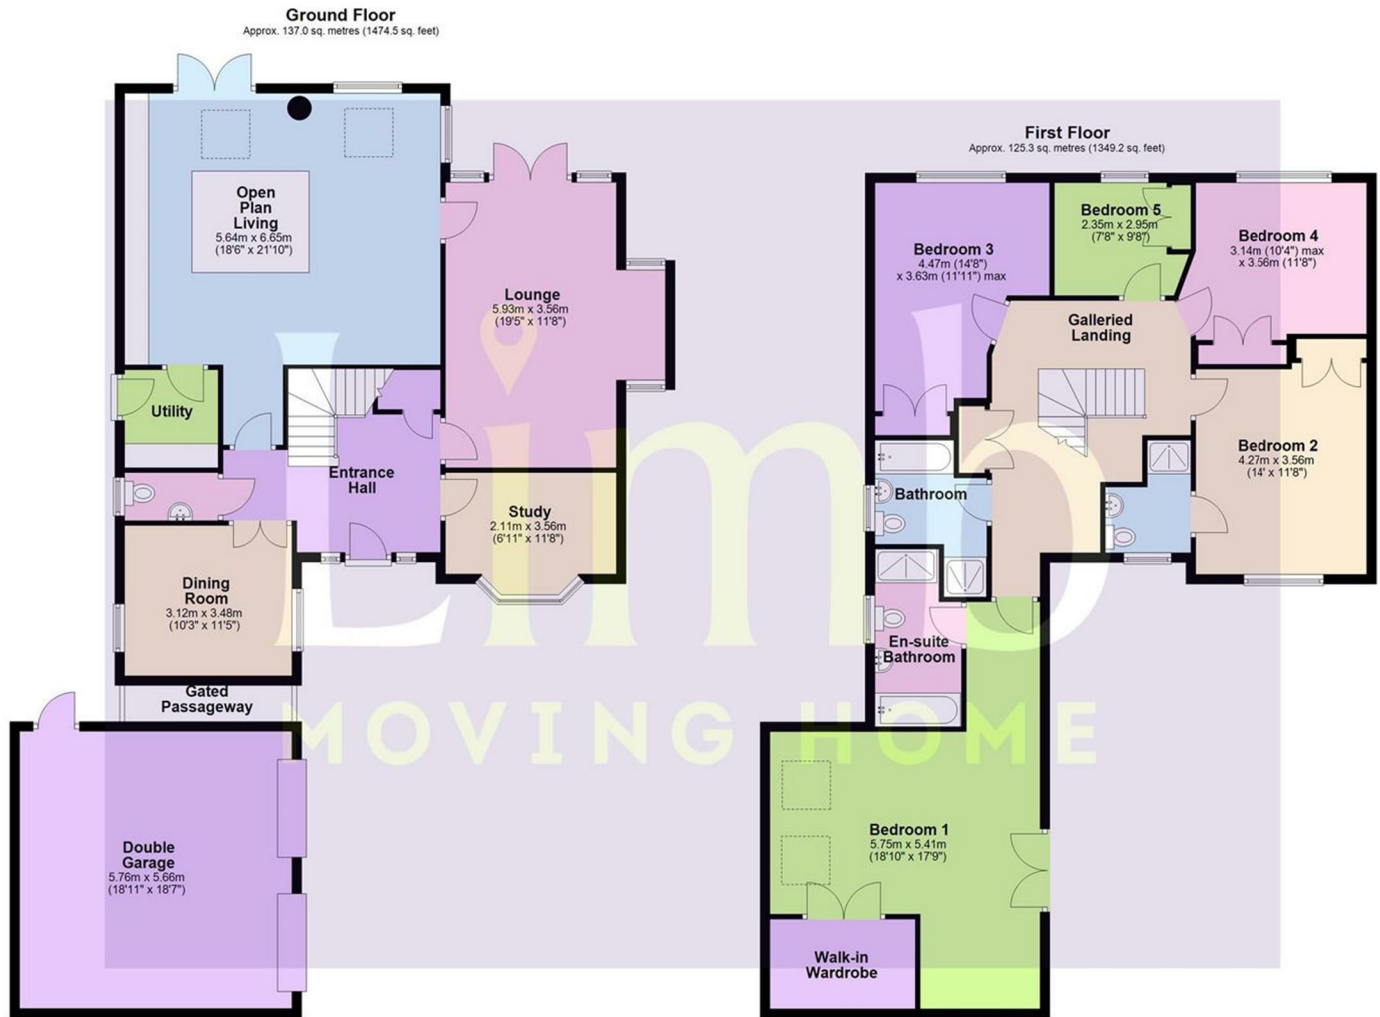 Ground Floor
Approx. 137.0 sq. metres (1474.5 sq. feet)
Open
Plan
Living
5.64m x 6.65m
(18'6" x 21'10")
Lounge
5.93m x 3.56m
(19'5" x 11'8")
Utility
Entrance
Hall
Study
2.11m x 3.56m
(6'11" x 11'8")
Dining
Room
3.12m x 3.48m
(10'3" x 11'5")
Gated
Passageway
Double
Garage
5.76m x 5.66m
(18'11" x 18'7")
First Floor
Approx. 125.3 sq. metres (1349.2 sq. feet)
Bedroom 3
4.47m (14'8")
x 3.63m (11'11") max
Bedroom 5
2.35m x 2.95m
(7'8" x 9'8")
Bedroom 4
3.14m (10'4") max
x 3.56m (11'8")
Galleried
Landing
Bedroom 2
4.27m x 3.56m
(14' x 11'8")
Bathroom
En-suite
Bathroom
Bedroom 1
5.75m x 5.41m
(18'10" x 17'9")
Walk-in
Wardrobe
Limb
MOVING HOME